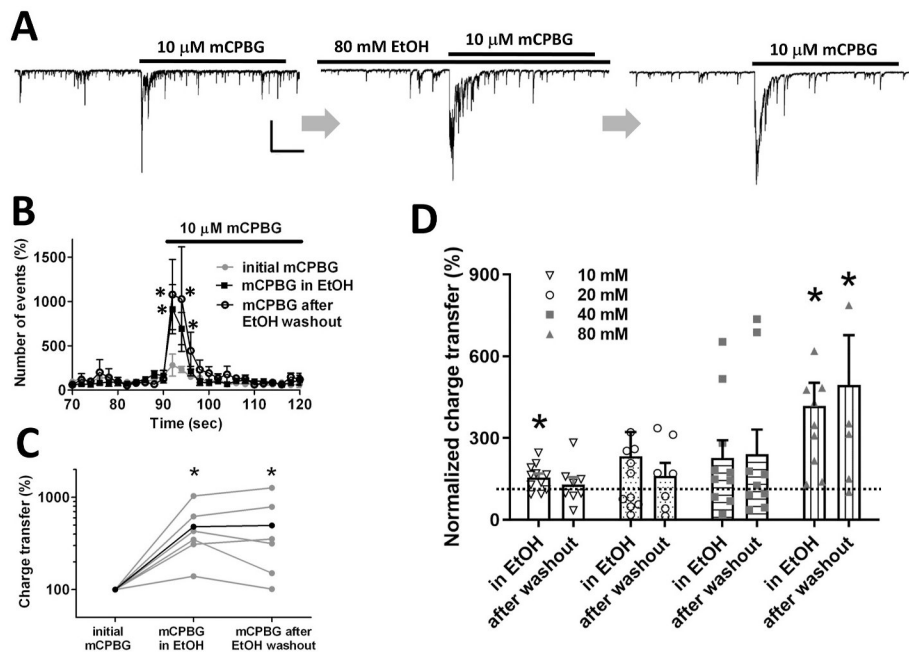 A
10 μM mCPBG
80 mM EtOH
10 μM mCPBG
10 μM mCPBG
B
10 μM mCPBG
Number of events (%)
1500
1000
500
0
initial mCPBG
mCPBG in EtOH
mCPBG after
EtOH washout
*
*
*
*
70
80
90
100
110
120
Time (sec)
C
Charge transfer (%)
1000
100
*
*
initial
mCPBG
mCPBG
in EtOH
mCPBG after
EtOH washout
D
Normalized charge transfer (%)
900
600
300
0
10 mM
20 mM
40 mM
80 mM
*
*
*
in EtOH
after washout
in EtOH
after washout
in EtOH
after washout
in EtOH
after washout